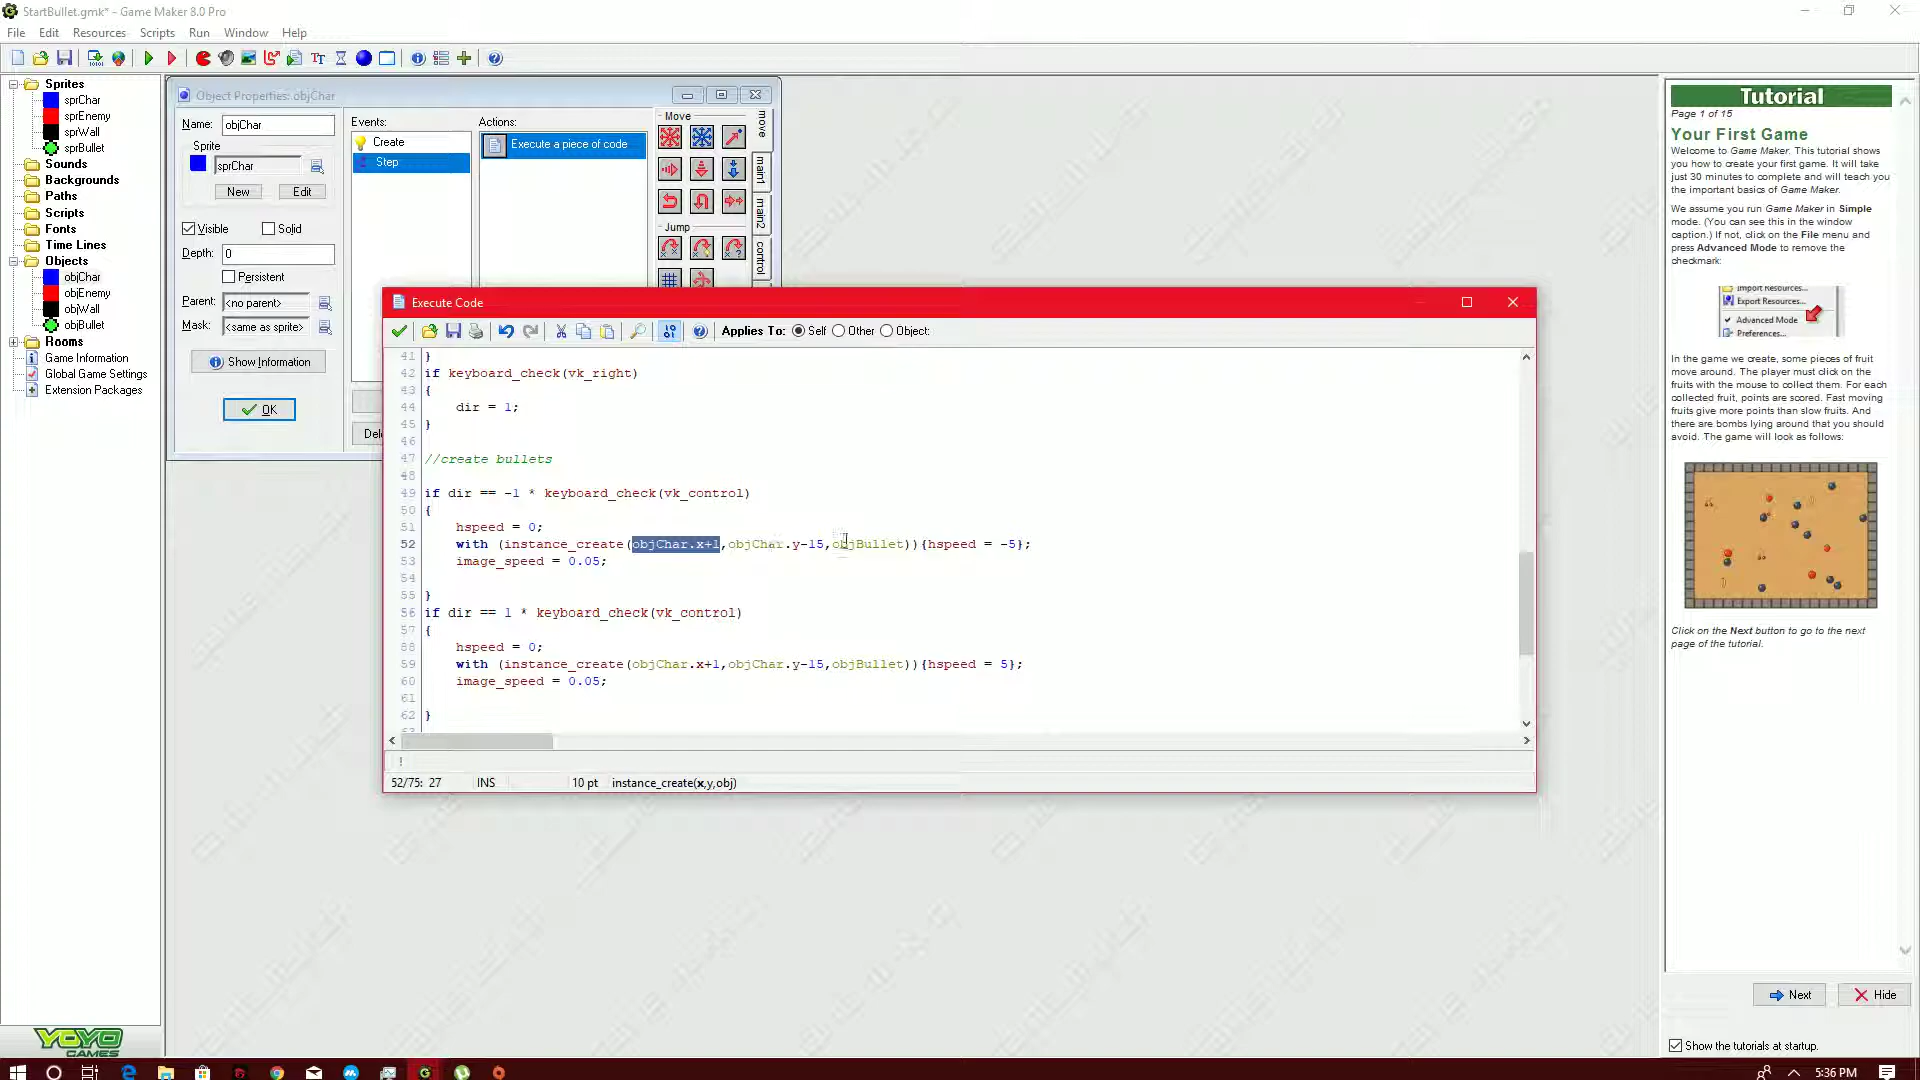 StartBullet.gmk* - Game Maker 8.0 Pro
File Edit Resources Scripts Run Window Help
Sprites
sprChar
sprEnemy
sprWall
sprBullet
Sounds
Backgrounds
Paths
Scripts
Fonts
Time Lines
Objects
objChar
objEnemy
objWall
objBullet
Rooms
Game Information
Global Game Settings
Extension Packages
YOYO
GAMES
Object Properties: objChar
Name: objChar
Sprite
sprChar
New Edit
Visible Solid
Depth: 0
Persistent
Parent: <no parent>
Mask: <same as sprite>
Show Information
OK
Events:
Create
Step
Actions:
Execute a piece of code
Move
Jump
move
main1
main2
control
Execute Code
Applies To: Self Other Object:
41 }
42 if keyboard_check(vk_right)
43 {
44 dir = 1;
45 }
46
47 //create bullets
48
49 if dir == -1 * keyboard_check(vk_control)
50 {
51 hspeed = 0;
52 with (instance_create(objChar.x+1,objChar.y-15,objBullet)){hspeed = -5};
53 image_speed = 0.05;
54
55 }
56 if dir == 1 * keyboard_check(vk_control)
57 {
58 hspeed = 0;
59 with (instance_create(objChar.x+1,objChar.y-15,objBullet)){hspeed = 5};
60 image_speed = 0.05;
61
62 }
52/75: 27 INS 10 pt instance_create(x,y,obj)
Tutorial
Page 1 of 15
Your First Game
Welcome to Game Maker. This tutorial shows
you how to create your first game. It will take
just 30 minutes to complete and will teach you
the important basics of Game Maker.
We assume you run Game Maker in Simple
mode. (You can see this in the window
caption.) If not, click on the File menu and
press Advanced Mode to remove the
checkmark:
Import Resources...
Export Resources...
Advanced Mode
Preferences...
In the game we create, some pieces of fruit
move around. The player must click on the
fruits with the mouse to collect them. For each
collected fruit, points are scored. Fast moving
fruits give more points than slow fruits. And
there are bombs lying around that you should
avoid. The game will look as follows:
Click on the Next button to go to the next
page of the tutorial.
Next Hide
Show the tutorials at startup.
5:36 PM